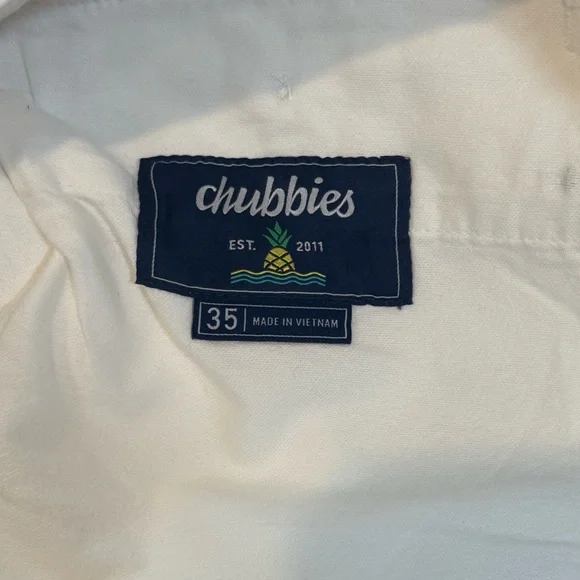 chubbies
EST. 2011
35 MADE IN VIETNAM